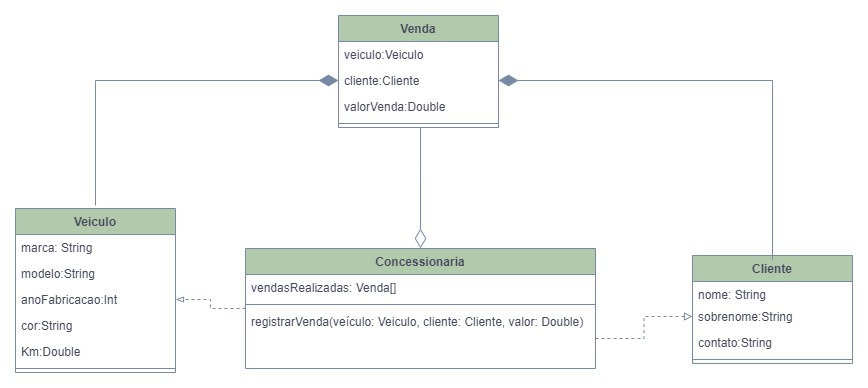 Venda
veiculo:Veiculo
cliente:Cliente
valorVenda:Double
Veiculo
marca: String
modelo:String
anoFabricacao:Int
cor:String
Km:Double
Concessionaria
vendasRealizadas: Venda[]
registrarVenda(veículo: Veiculo, cliente: Cliente, valor: Double)
Cliente
nome: String
sobrenome:String
contato:String